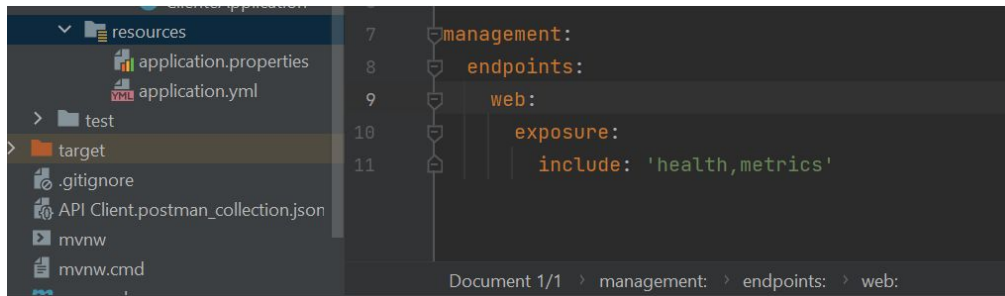 ClienteApplication
resources
application.properties
application.yml
test
target
.gitignore
API Client.postman_collection.json
mvnw
mvnw.cmd
7 management:
8 endpoints:
9 web:
10 exposure:
11 include: 'health,metrics'
Document 1/1 › management: › endpoints: › web: